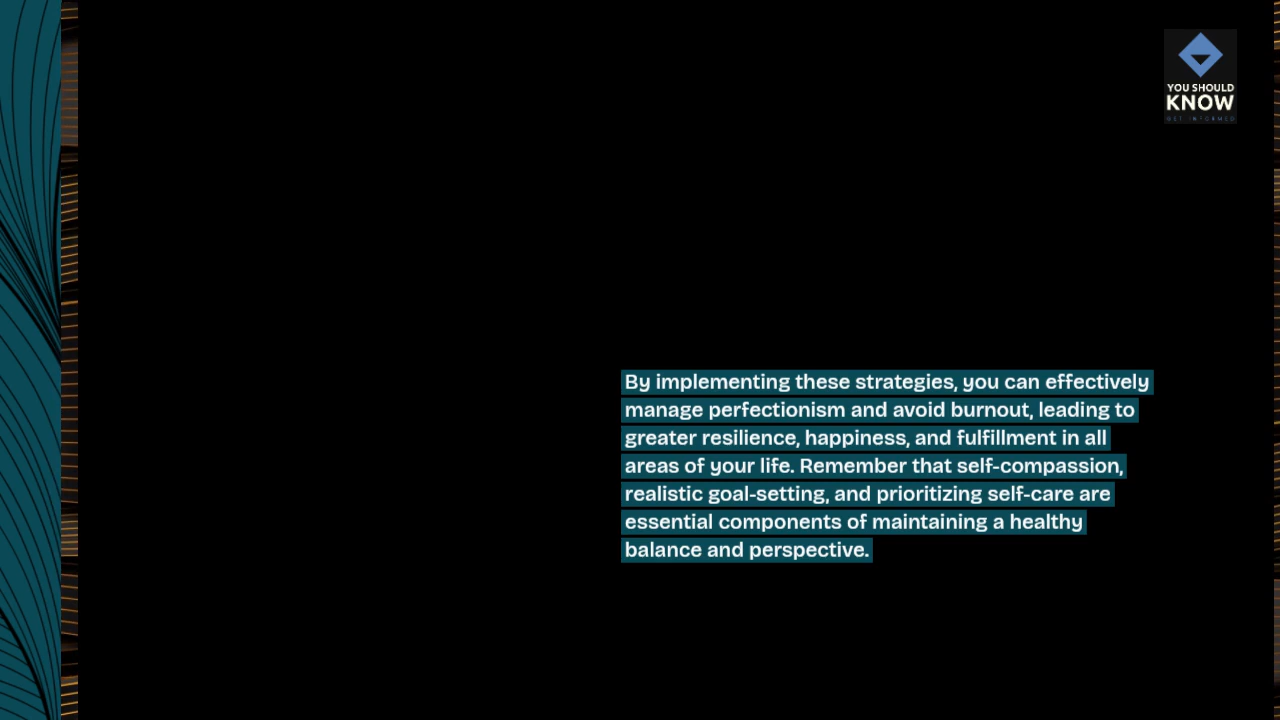 YOU SHOULD
KNOW
GET INFORMED
By implementing these strategies, you can effectively
manage perfectionism and avoid burnout, leading to
greater resilience, happiness, and fulfillment in all
areas of your life. Remember that self-compassion,
realistic goal-setting, and prioritizing self-care are
essential components of maintaining a healthy
balance and perspective.